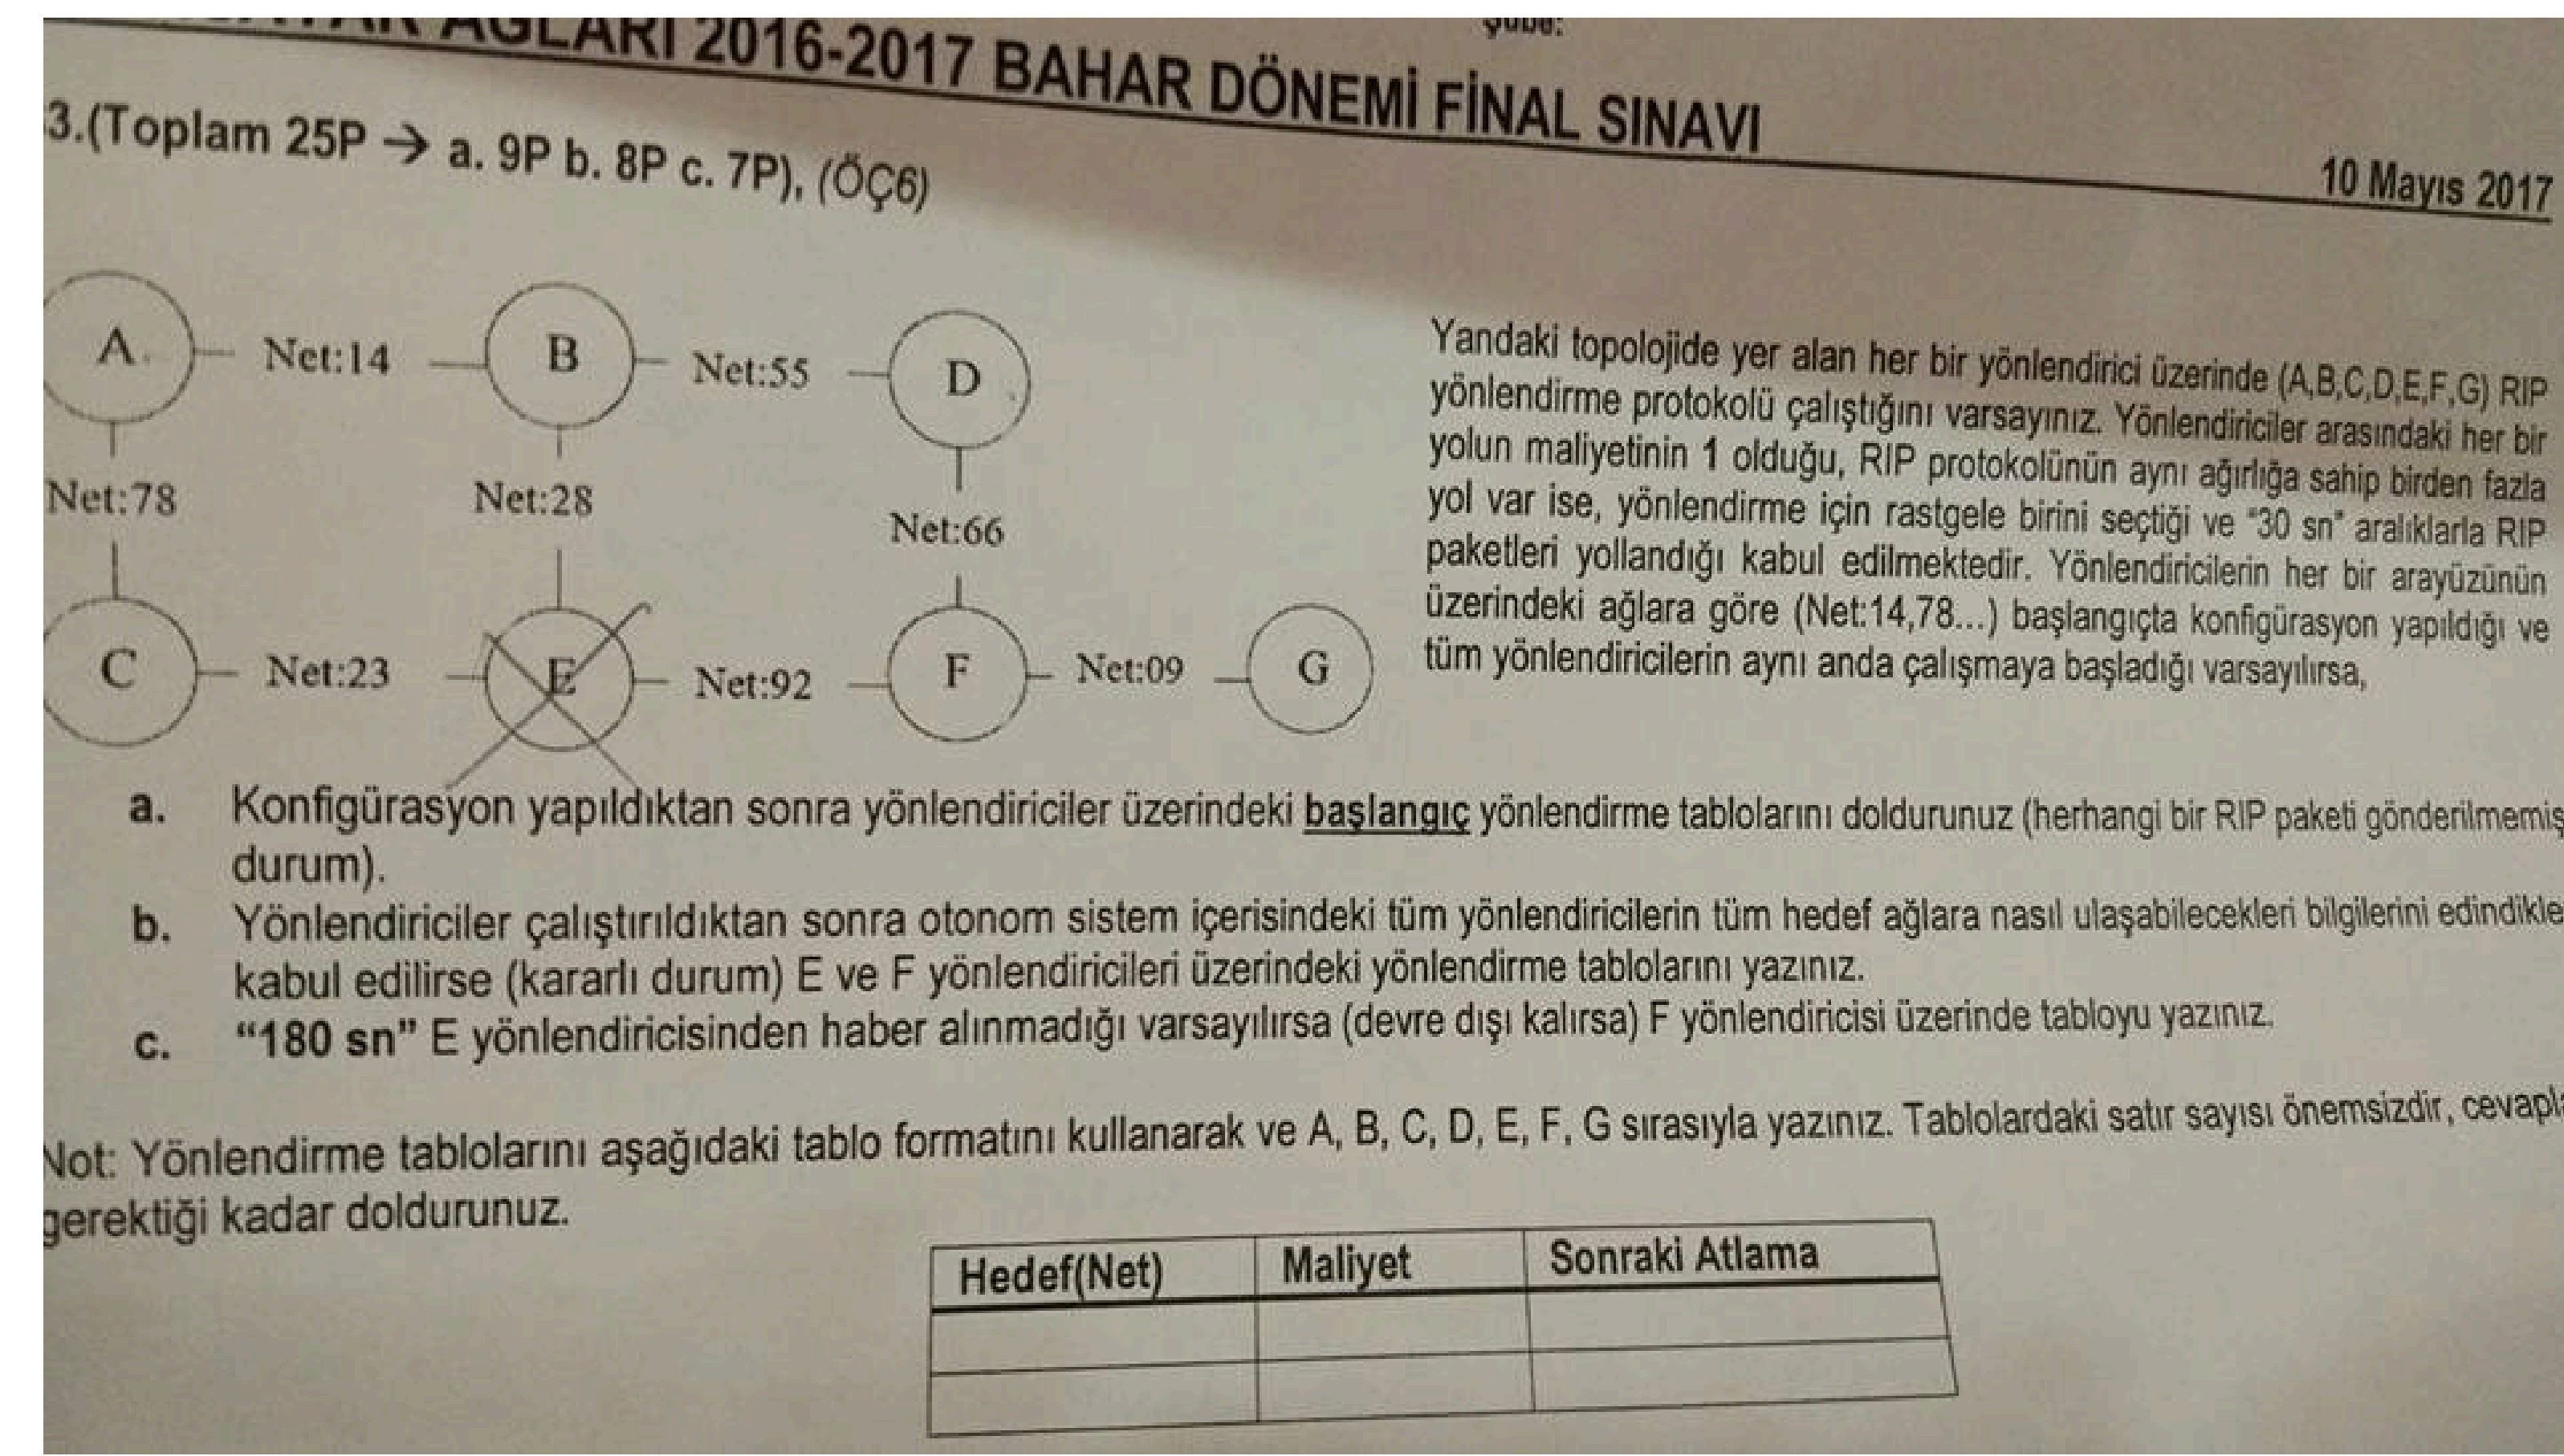 AĞLARI 2016-2017 BAHAR DÖNEMİ FİNAL SINAVI
Şube:
10 Mayıs 2017
3.(Toplam 25P → a. 9P b. 8P c. 7P), (ÖÇ6)
A
Net:14
B
Net:55
D
Net:78
Net:28
Net:66
C
Net:23
E
Net:92
F
Net:09
G
Yandaki topolojide yer alan her bir yönlendirici üzerinde (A,B,C,D,E,F,G) RIP
yönlendirme protokolü çalıştığını varsayınız. Yönlendiriciler arasındaki her bir
yolun maliyetinin 1 olduğu, RIP protokolünün aynı ağırlığa sahip birden fazla
yol var ise, yönlendirme için rastgele birini seçtiği ve "30 sn" aralıklarla RIP
paketleri yollandığı kabul edilmektedir. Yönlendiricilerin her bir arayüzünün
üzerindeki ağlara göre (Net:14,78...) başlangıçta konfigürasyon yapıldığı ve
tüm yönlendiricilerin aynı anda çalışmaya başladığı varsayılırsa,
a. Konfigürasyon yapıldıktan sonra yönlendiriciler üzerindeki başlangıç yönlendirme tablolarını doldurunuz (herhangi bir RIP paketi gönderilmemiş
durum).
b. Yönlendiriciler çalıştırıldıktan sonra otonom sistem içerisindeki tüm yönlendiricilerin tüm hedef ağlara nasıl ulaşabilecekleri bilgilerini edindikle
kabul edilirse (kararlı durum) E ve F yönlendiricileri üzerindeki yönlendirme tablolarını yazınız.
c. "180 sn" E yönlendiricisinden haber alınmadığı varsayılırsa (devre dışı kalırsa) F yönlendiricisi üzerinde tabloyu yazınız.
Not: Yönlendirme tablolarını aşağıdaki tablo formatını kullanarak ve A, B, C, D, E, F, G sırasıyla yazınız. Tablolardaki satır sayısı önemsizdir, cevapla
gerektiği kadar doldurunuz.
Hedef(Net) Maliyet Sonraki Atlama